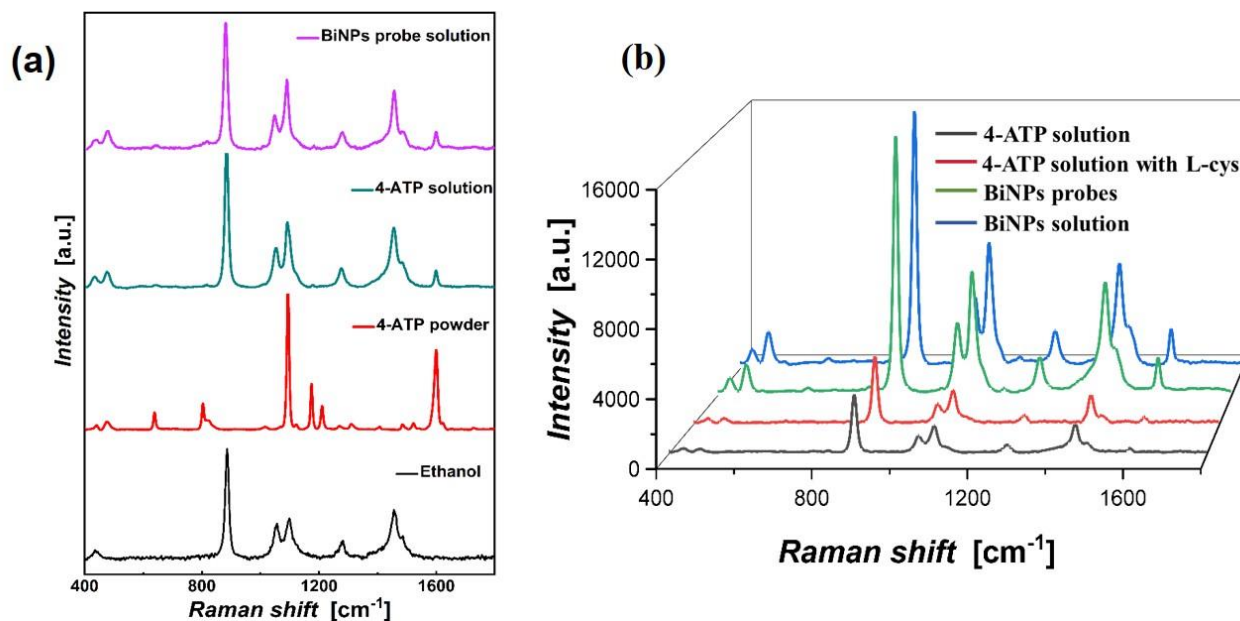 (a)
BiNPs probe solution
4-ATP solution
4-ATP powder
Ethanol
Intensity [a.u.]
400 800 1200 1600
Raman shift [cm⁻¹]
(b)
4-ATP solution
4-ATP solution with L-cys
BiNPs probes
BiNPs solution
16000
12000
8000
4000
0
Intensity [a.u.]
400 800 1200 1600
Raman shift [cm⁻¹]